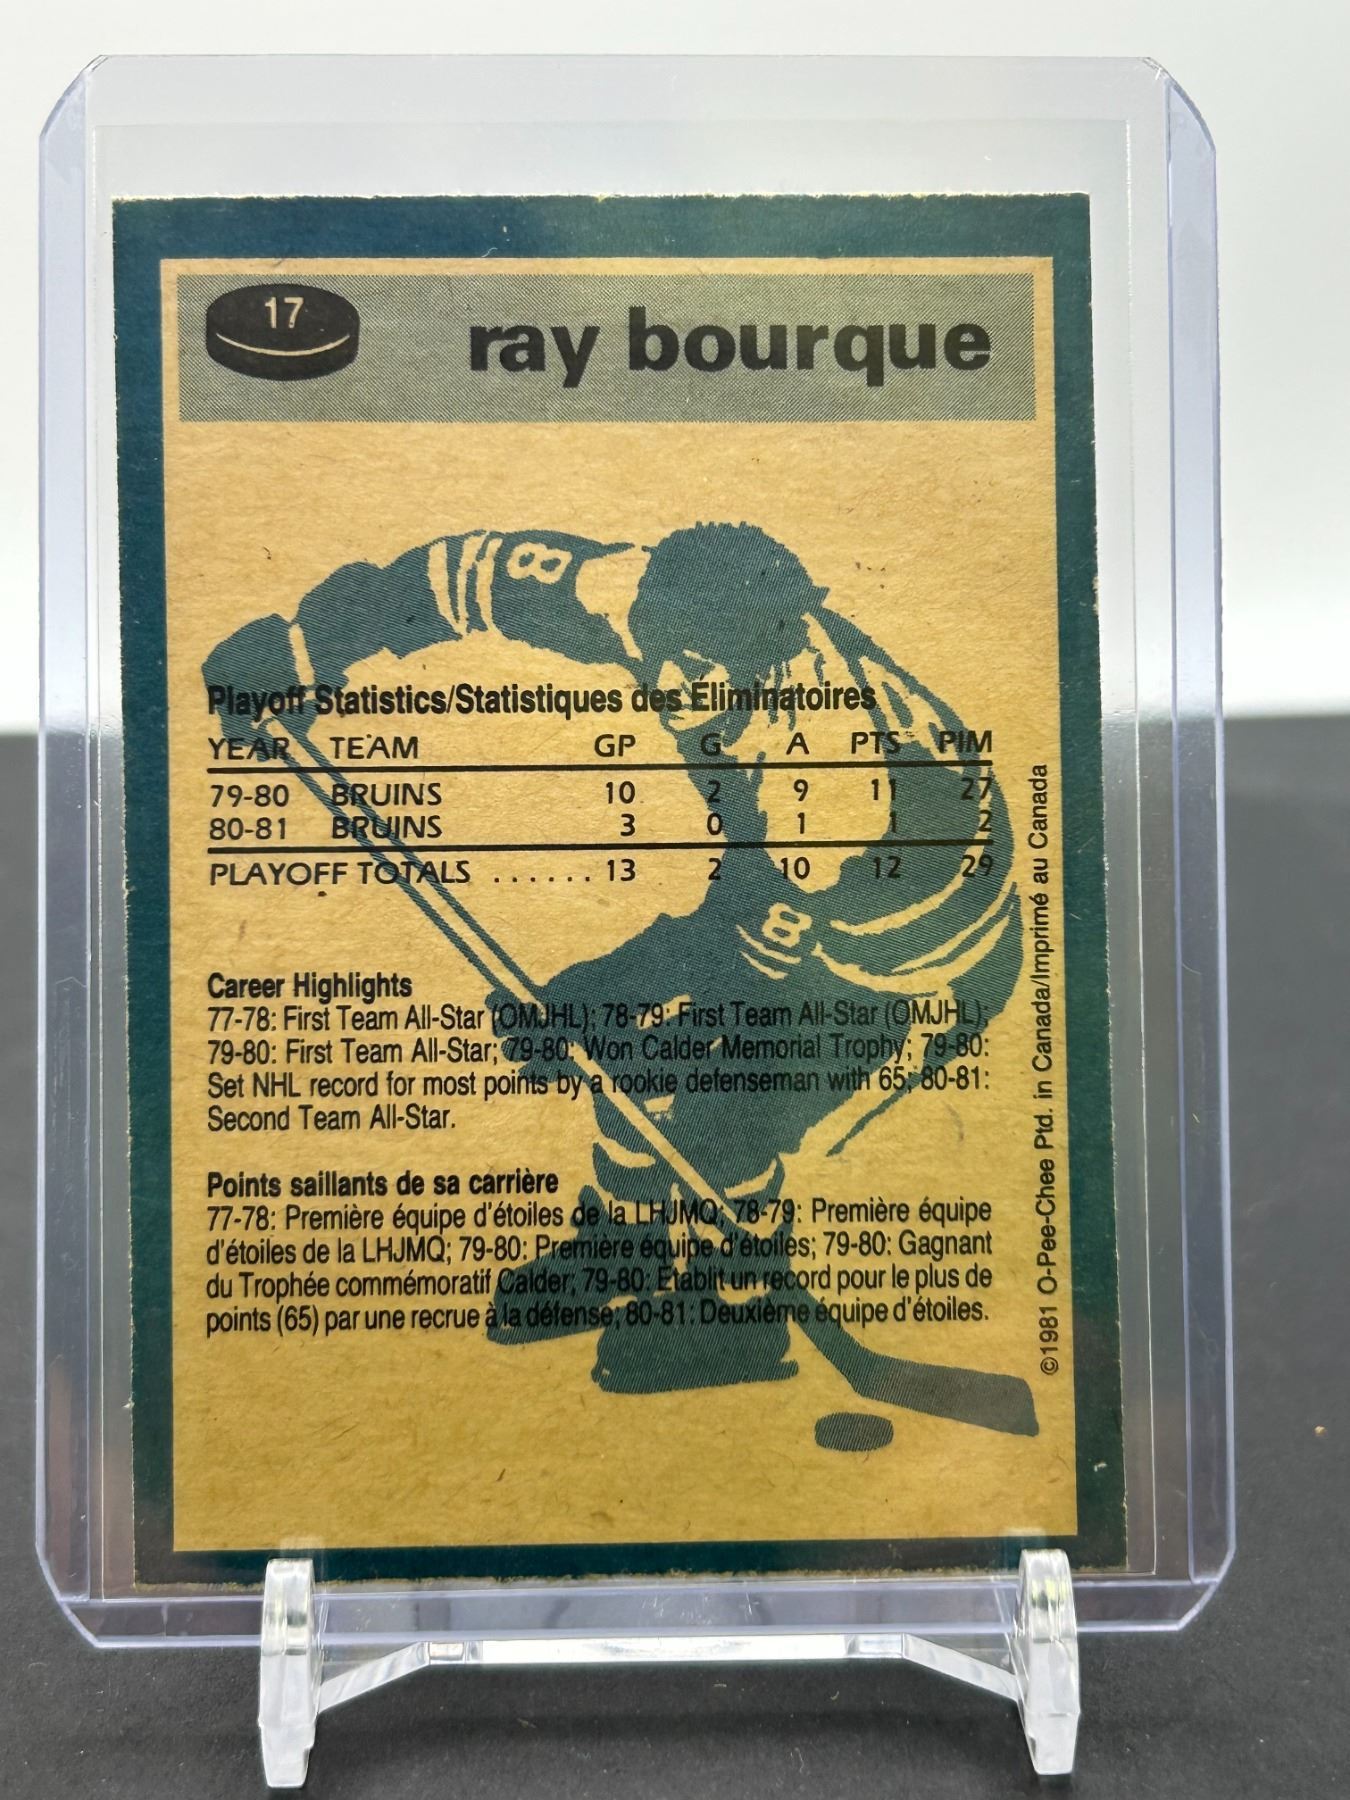 17
ray bourque
8
Playoff Statistics/Statistiques des Eliminatoires
YEAR TEAM GP G A PTS PIM
79-80 BRUINS 10 2 9 11 27
80-81 BRUINS 3 0 1 1 2
PLAYOFF TOTALS ...... 13 2 10 12 29
8
Career Highlights
77-78: First Team All-Star (OMJHL); 78-79: First Team All-Star (OMJHL);
79-80: First Team All-Star; 79-80: Won Calder Memorial Trophy; 79-80:
Set NHL record for most points by a rookie defenseman with 65; 80-81:
Second Team All-Star.
Points saillants de sa carrière
77-78: Première équipe d'étoiles de la LHJMQ; 78-79: Première équipe
d'étoiles de la LHJMQ; 79-80: Première équipe d'étoiles; 79-80: Gagnant
du Trophée commémoratif Calder; 79-80: Etablit un record pour le plus de
points (65) par une recrue à la défense; 80-81: Deuxième équipe d'étoiles.
©1981 O-Pee-Chee Ptd. in Canada/Imprimé au Canada